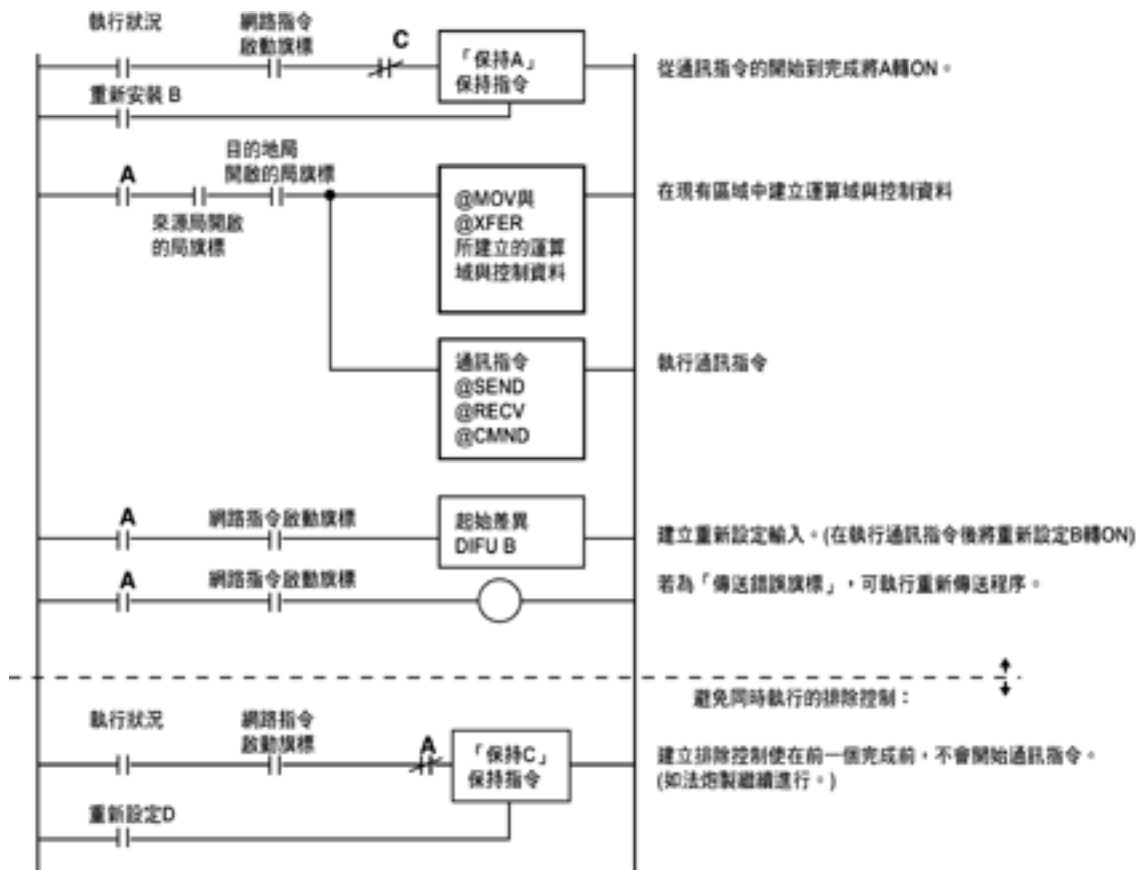 執行狀況
網路指令
啟動旗標
C
「保持A」
保持指令
從通訊指令的開始到完成將A轉ON。
重新安裝 B
A
目的地局
開啟的局旗標
來源局開啟
的局旗標
@MOV與
@XFER
所建立的運算
域與控制資料
在現有區域中建立運算域與控制資料
通訊指令
@SEND
@RECV
@CMND
執行通訊指令
A
網路指令啟動旗標
起始差異
DIFU B
建立重新設定輸入。(在執行通訊指令後將重新設定B轉ON)
A
網路指令啟動旗標
若為「傳送錯誤旗標」，可執行重新傳送程序。
避免同時執行的排除控制：
執行狀況
網路指令
啟動旗標
A
「保持C」
保持指令
建立排除控制使在前一個完成前，不會開始通訊指令。
(如法炮製繼續進行。)
重新設定D